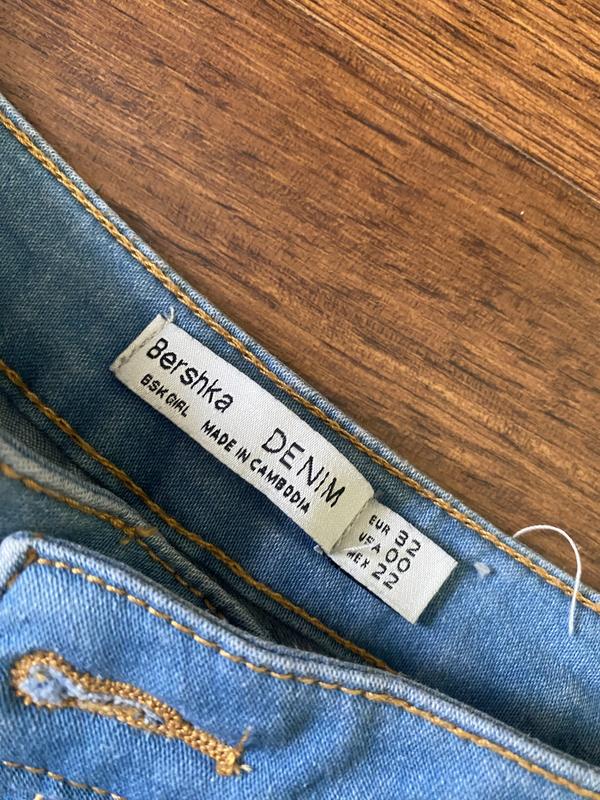 Bershka DENIM
BSK GIRL MADE IN CAMBODIA
EUR 32
USA 00
MEX 22